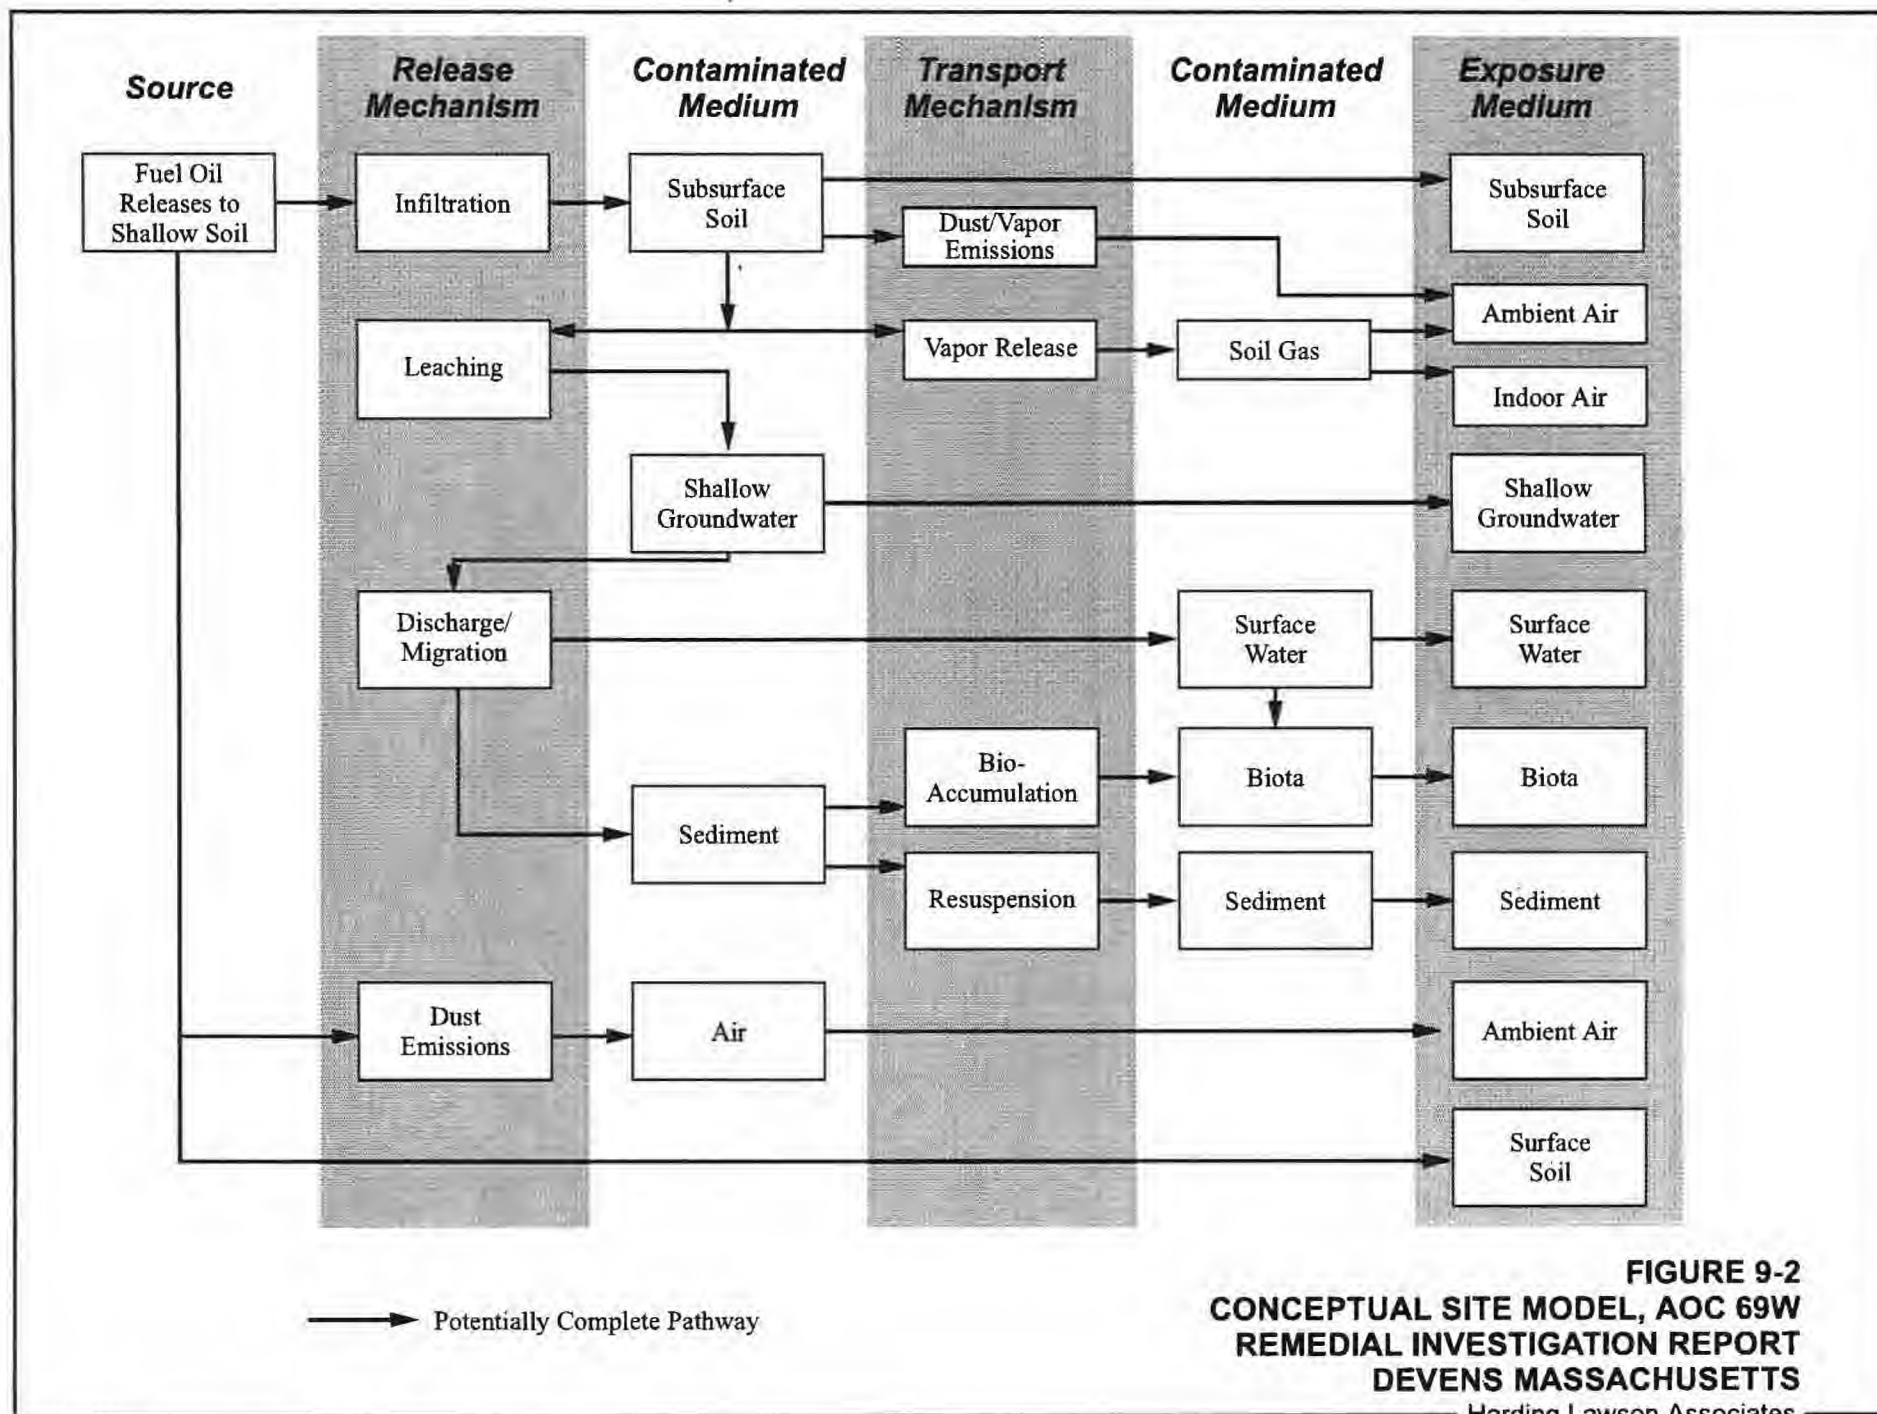 Source
Release
Mechanism
Contaminated
Medium
Transport
Mechanism
Contaminated
Medium
Exposure
Medium
Fuel Oil
Releases to
Shallow Soil
Infiltration
Subsurface
Soil
Dust/Vapor
Emissions
Subsurface
Soil
Ambient Air
Leaching
Vapor Release
Soil Gas
Indoor Air
Shallow
Groundwater
Shallow
Groundwater
Discharge/
Migration
Surface
Water
Surface
Water
Bio-
Accumulation
Biota
Biota
Sediment
Resuspension
Sediment
Sediment
Dust
Emissions
Air
Ambient Air
Surface
Soil
Potentially Complete Pathway
FIGURE 9-2
CONCEPTUAL SITE MODEL, AOC 69W
REMEDIAL INVESTIGATION REPORT
DEVENS MASSACHUSETTS
Harding Lawson Associates